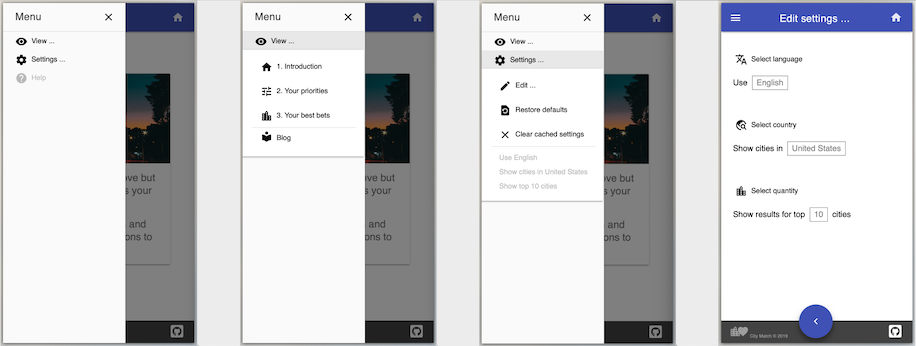 Menu
View ...
Settings ...
Help
ove but
s your
and
ons to
Menu
View ...
1. Introduction
2. Your priorities
3. Your best bets
Blog
ove but
s your
and
ons to
Menu
View ...
Settings ...
Edit ...
Restore defaults
Clear cached settings
Use English
Show cities in United States
Show top 10 cities
ove but
s your
and
ons to
Edit settings ...
Select language
Use English
Select country
Show cities in United States
Select quantity
Show results for top 10 cities
City Match © 2019